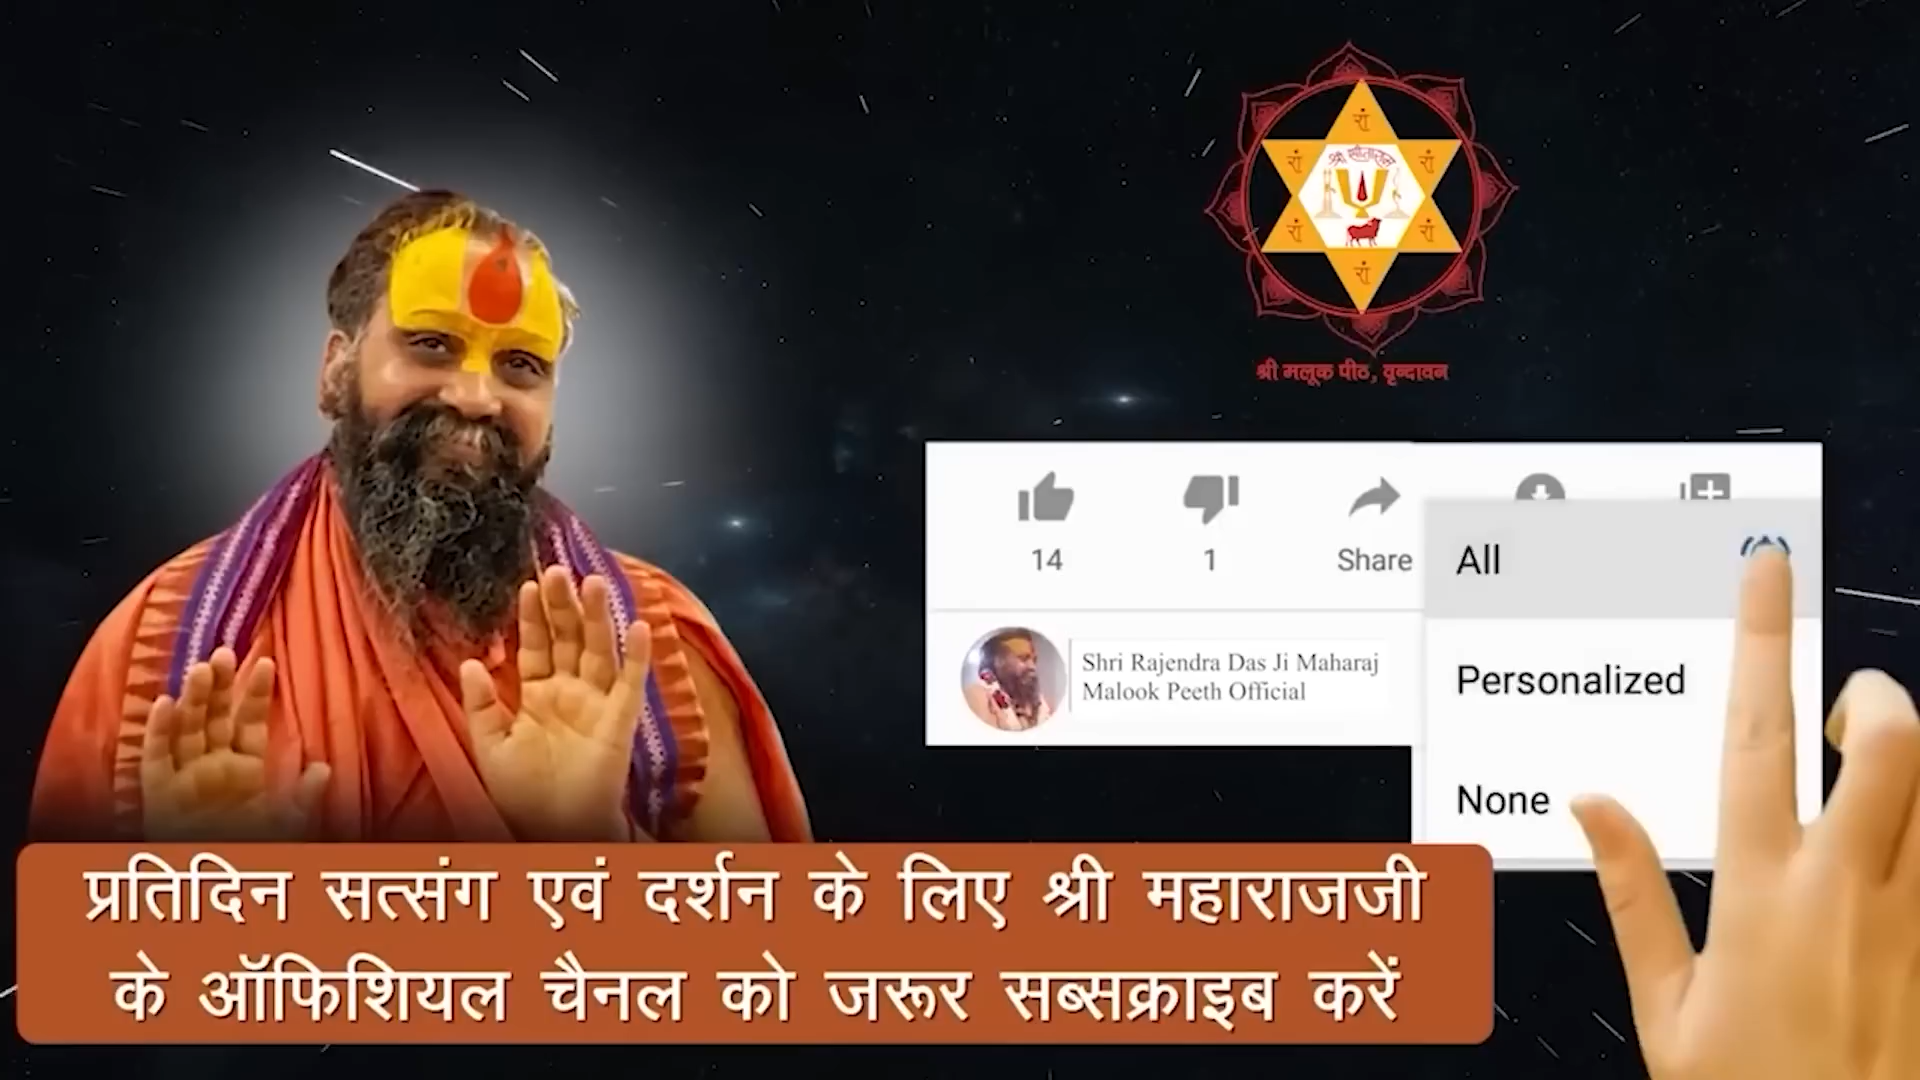 रां
रां
रां
श्री सीताराम
रां
रां
रां
श्री मलूक पीठ, वृन्दावन
14
1
Share
All
Personalized
None
Shri Rajendra Das Ji Maharaj
Malook Peeth Official
प्रतिदिन सत्संग एवं दर्शन के लिए श्री महाराजजी
के ऑफिशियल चैनल को जरूर सब्सक्राइब करें